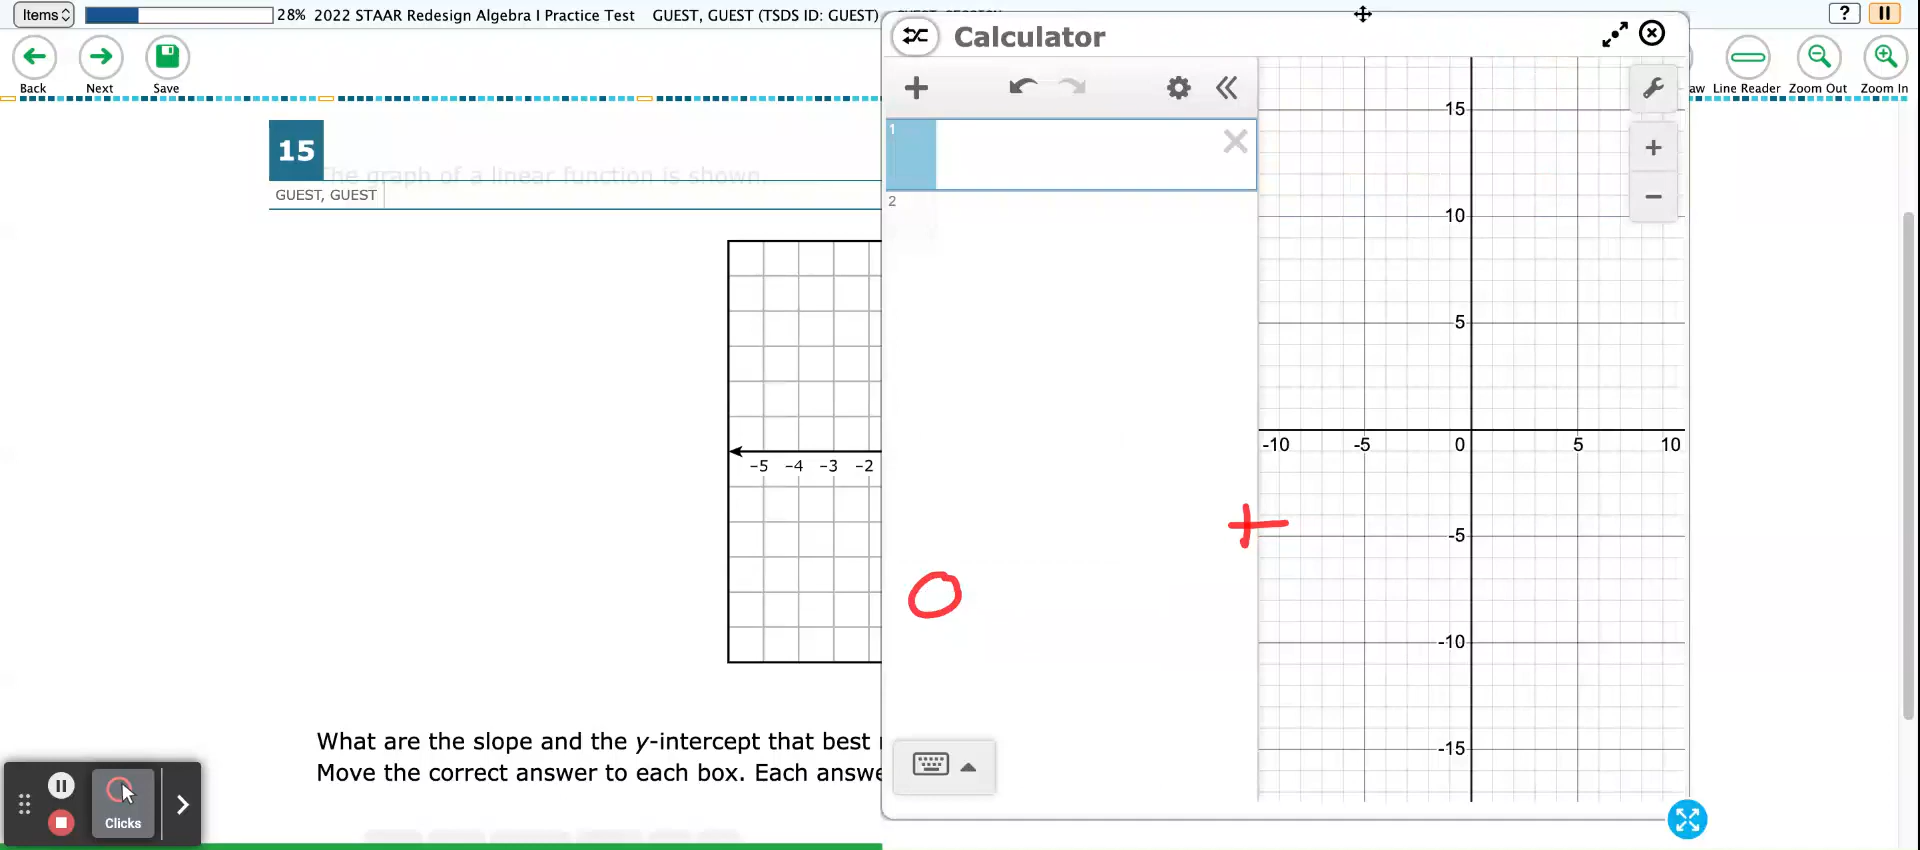 Items 28% 2022 STAAR Redesign Algebra I Practice Test GUEST, GUEST (TSDS ID: GUEST) ?
Calculator
Back Next Save aw Line Reader Zoom Out Zoom In
15
The graph of a linear function is shown.
GUEST, GUEST
1
2
-5 -4 -3 -2
15
10
5
-10 -5 0 5 10
-5
-10
-15
What are the slope and the y-intercept that best
Move the correct answer to each box. Each answe
Clicks